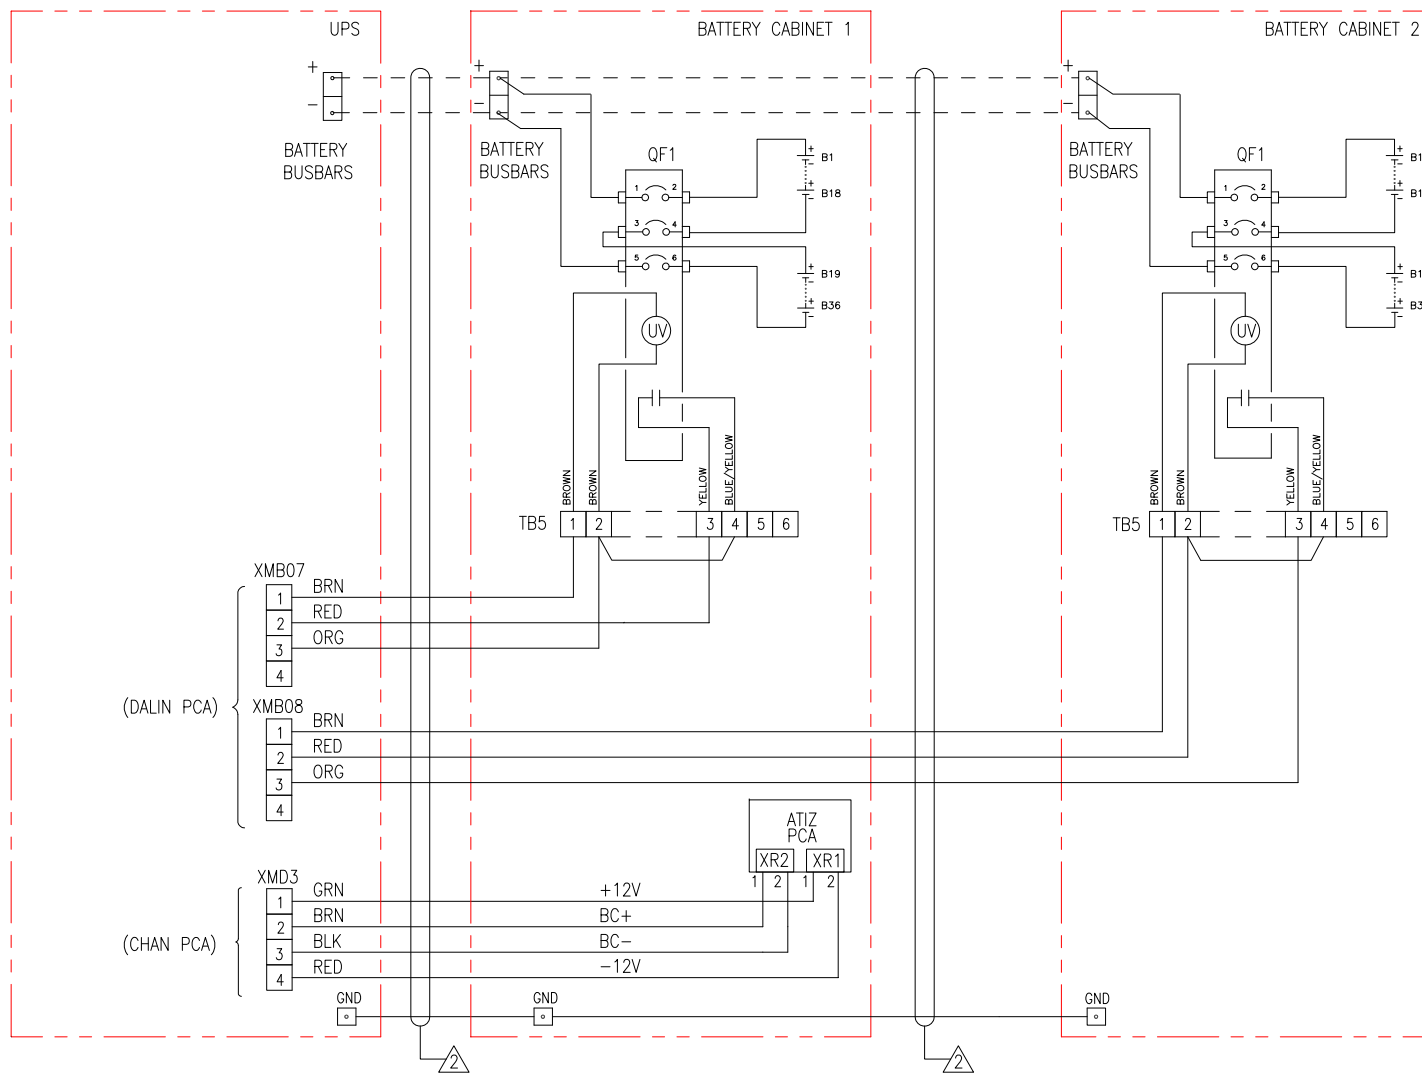 UPS
BATTERY CABINET 1
BATTERY CABINET 2
+
+
+
-
-
-
BATTERY
BUSBARS
BATTERY
BUSBARS
BATTERY
BUSBARS
QF1
QF1
+ B1
-
+ B18
-
+ B19
-
+ B36
-
1 2
3 4
5 6
1 2
3 4
5 6
+ B1
-
+ B1
-
+ B1
-
+ B3
-
UV
UV
BROWN
BROWN
YELLOW
BLUE/YELLOW
BROWN
BROWN
YELLOW
BLUE/YELLOW
TB5 1 2 3 4 5 6
TB5 1 2 3 4 5 6
XMB07
1 BRN
2 RED
3 ORG
4
(DALIN PCA)
XMB08
1 BRN
2 RED
3 ORG
4
ATIZ
PCA
XR2 XR1
1 2 1 2
XMD3
1 GRN +12V
2 BRN BC+
3 BLK BC-
4 RED -12V
(CHAN PCA)
GND
GND
GND
2
2